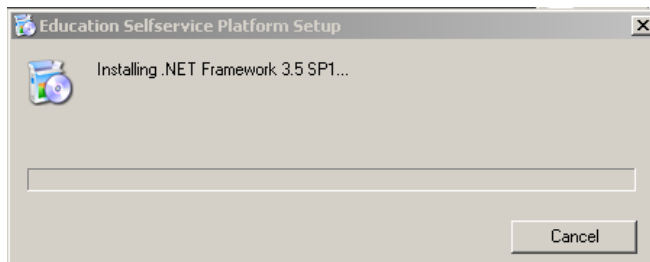 Education Selfservice Platform Setup
Installing .NET Framework 3.5 SP1...
Cancel